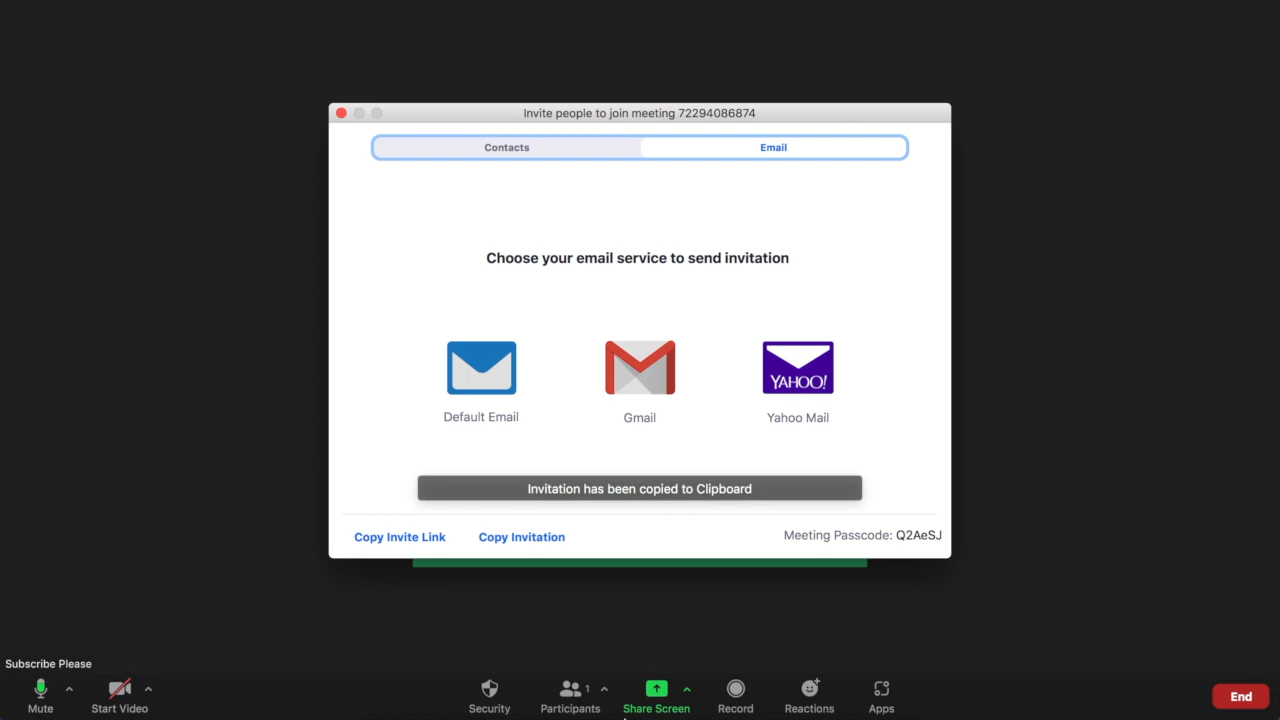 Invite people to join meeting 72294086874
Contacts
Email
Choose your email service to send invitation
YAHOO!
Default Email
Gmail
Yahoo Mail
Invitation has been copied to Clipboard
Copy Invite Link
Copy Invitation
Meeting Passcode: Q2AeSJ
Subscribe Please
1
Mute
Start Video
Security
Participants
Share Screen
Record
Reactions
Apps
End